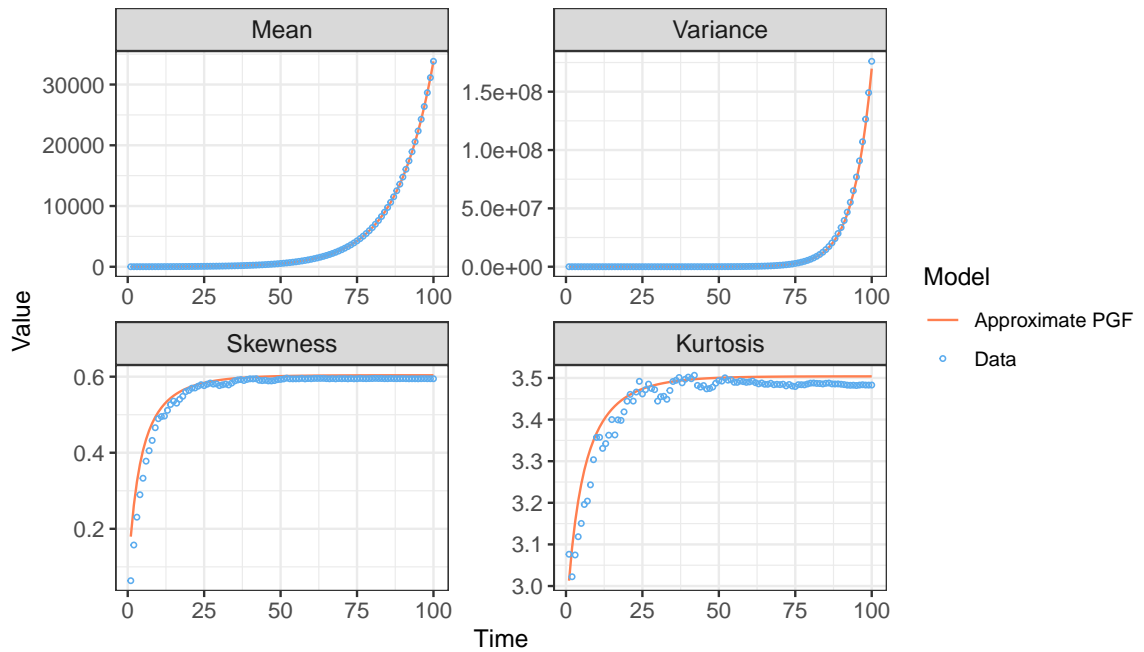 Mean
Variance
30000
20000
10000
0
0
25
50
75
100
1.5e+08
1.0e+08
5.0e+07
0.0e+00
0
25
50
75
100
Skewness
Kurtosis
0.6
0.4
0.2
0
25
50
75
100
3.5
3.4
3.3
3.2
3.1
3.0
0
25
50
75
100
Value
Time
Model
Approximate PGF
Data